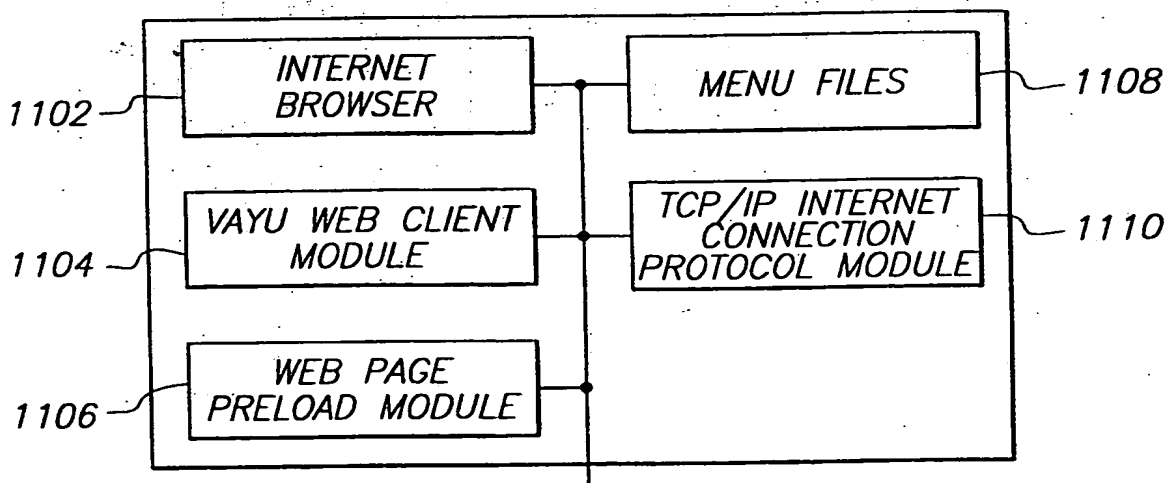 1102
INTERNET
BROWSER
MENU FILES
1108
1104
VAYU WEB CLIENT
MODULE
TCP/IP INTERNET
CONNECTION
PROTOCOL MODULE
1110
1106
WEB PAGE
PRELOAD MODULE